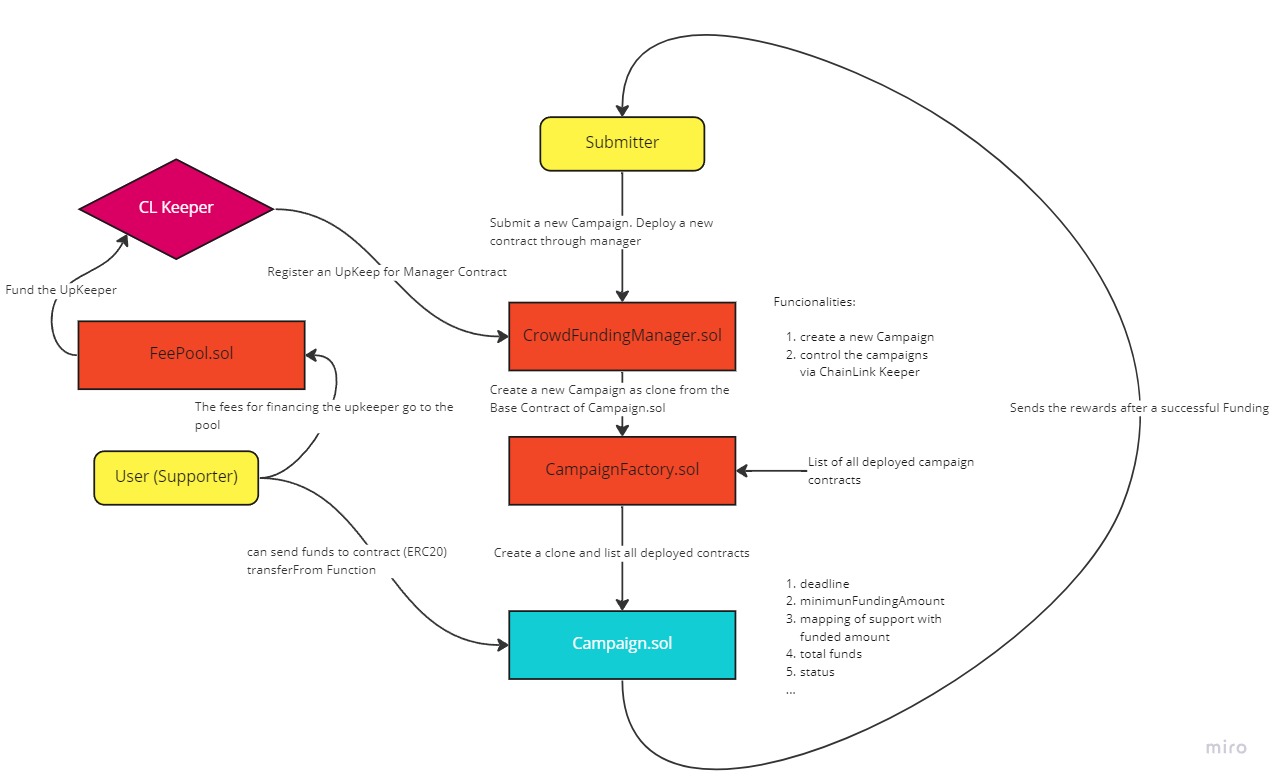 Submitter
CL Keeper
Submit a new Campaign. Deploy a new
contract through manager
Register an UpKeep for Manager Contract
Fund the UpKeeper
Funcionalities:
CrowdFundingManager.sol
1. create a new Campaign
2. control the campaigns
via ChainLink Keeper
FeePool.sol
Create a new Campaign as clone from the
Base Contract of Campaign.sol
The fees for financing the upkeeper go to the
pool
Sends the rewards after a successful Funding
User (Supporter)
CampaignFactory.sol
List of all deployed campaign
contracts
can send funds to contract (ERC20)
transferFrom Function
Create a clone and list all deployed contracts
1. deadline
2. minimunFundingAmount
3. mapping of support with
funded amount
4. total funds
5. status
...
Campaign.sol
miro